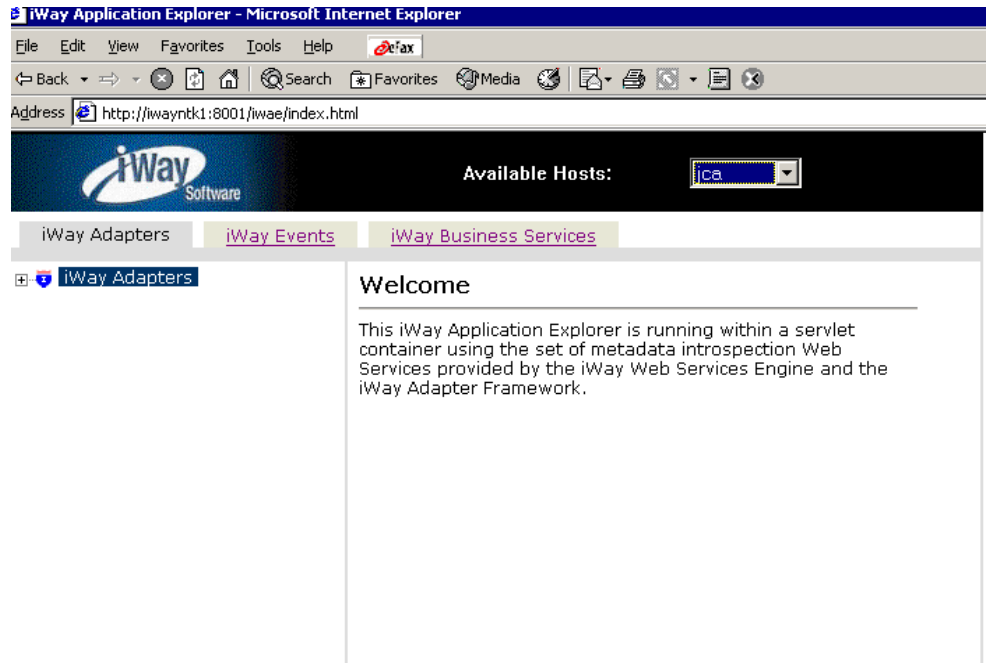 iWay Application Explorer - Microsoft Internet Explorer
File Edit View Favorites Tools Help eFax
Back Search Favorites Media
Address http://iwayntk1:8001/iwae/index.html
iWay Software Available Hosts: jca
iWay Adapters iWay Events iWay Business Services
iWay Adapters
Welcome
This iWay Application Explorer is running within a servlet
container using the set of metadata introspection Web
Services provided by the iWay Web Services Engine and the
iWay Adapter Framework.